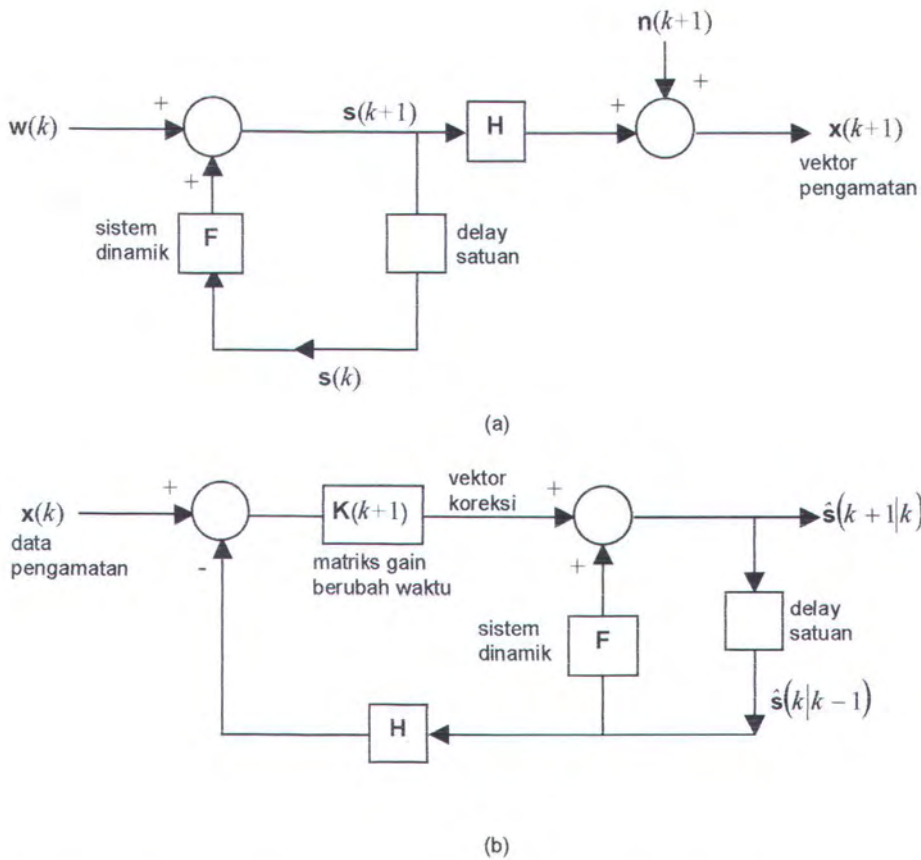 n(k+1)
+
+
+
w(k)
s(k+1)
H
x(k+1)
vektor
pengamatan
+
sistem
dinamik
F
delay
satuan
s(k)
(a)
vektor
koreksi
+
+
x(k)
K(k+1)
ŝ(k+1|k)
data
pengamatan
-
matriks gain
berubah waktu
+
sistem
dinamik
F
delay
satuan
ŝ(k|k−1)
H
(b)